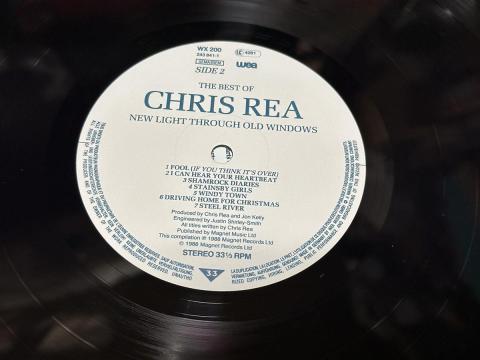 WX 200
243 841-1
LC 4281
wea
SIDE 2
THE BEST OF
CHRIS REA
NEW LIGHT THROUGH OLD WINDOWS
1 FOOL (IF YOU THINK IT'S OVER)
2 I CAN HEAR YOUR HEARTBEAT
3 SHAMROCK DIARIES
4 STAINSBY GIRLS
5 WINDY TOWN
6 DRIVING HOME FOR CHRISTMAS
7 STEEL RIVER
Produced by Chris Rea and Jon Kelly
Engineered by Justin Shirley-Smith
All titles written by Chris Rea
Published by Magnet Music Ltd
This compilation ℗ 1988 Magnet Records Ltd
© 1988 Magnet Records Ltd
STEREO 33⅓ RPM
33